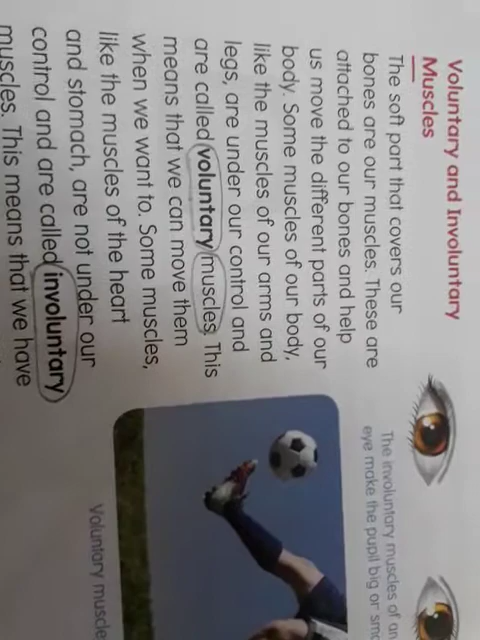 Voluntary and Involuntary
Muscles
The soft part that covers our
bones are our muscles. These are
attached to our bones and help
us move the different parts of our
body. Some muscles of our body,
like the muscles of our arms and
legs, are under our control and
are called voluntary muscles. This
means that we can move them
when we want to. Some muscles,
like the muscles of the heart
and stomach, are not under our
control and are called involuntary
muscles. This means that we have
The involuntary muscles of an
eye make the pupil big or sm
Voluntary muscle